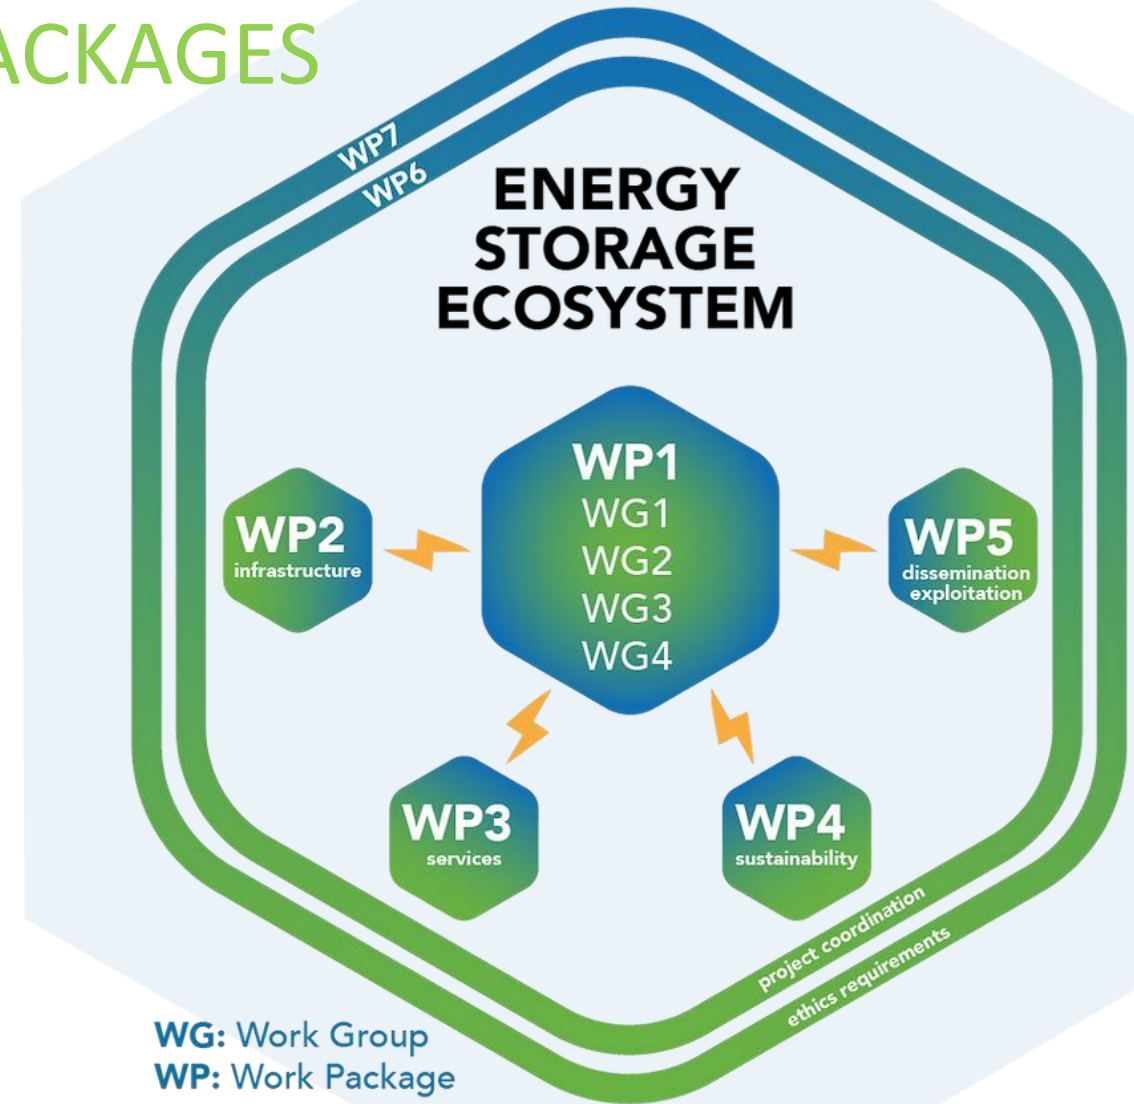 ACKAGES
WP7
WP6
ENERGY
STORAGE
ECOSYSTEM
WP1
WG1
WG2
WG3
WG4
WP2
infrastructure
WP5
dissemination
exploitation
WP3
services
WP4
sustainability
project coordination
ethics requirements
WG: Work Group
WP: Work Package